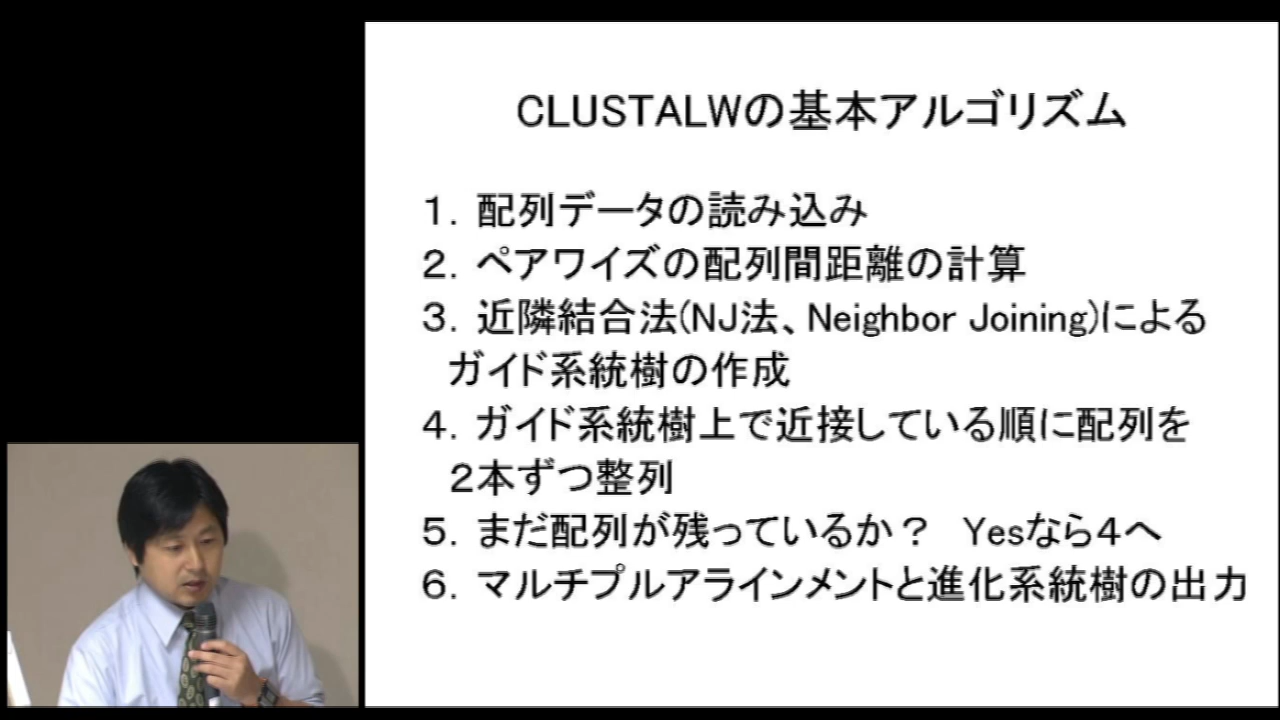 CLUSTALWの基本アルゴリズム
１．配列データの読み込み
２．ペアワイズの配列間距離の計算
３．近隣結合法(NJ法、Neighbor Joining)による
ガイド系統樹の作成
４．ガイド系統樹上で近接している順に配列を
２本ずつ整列
５．まだ配列が残っているか？　Yesなら４へ
６．マルチプルアラインメントと進化系統樹の出力